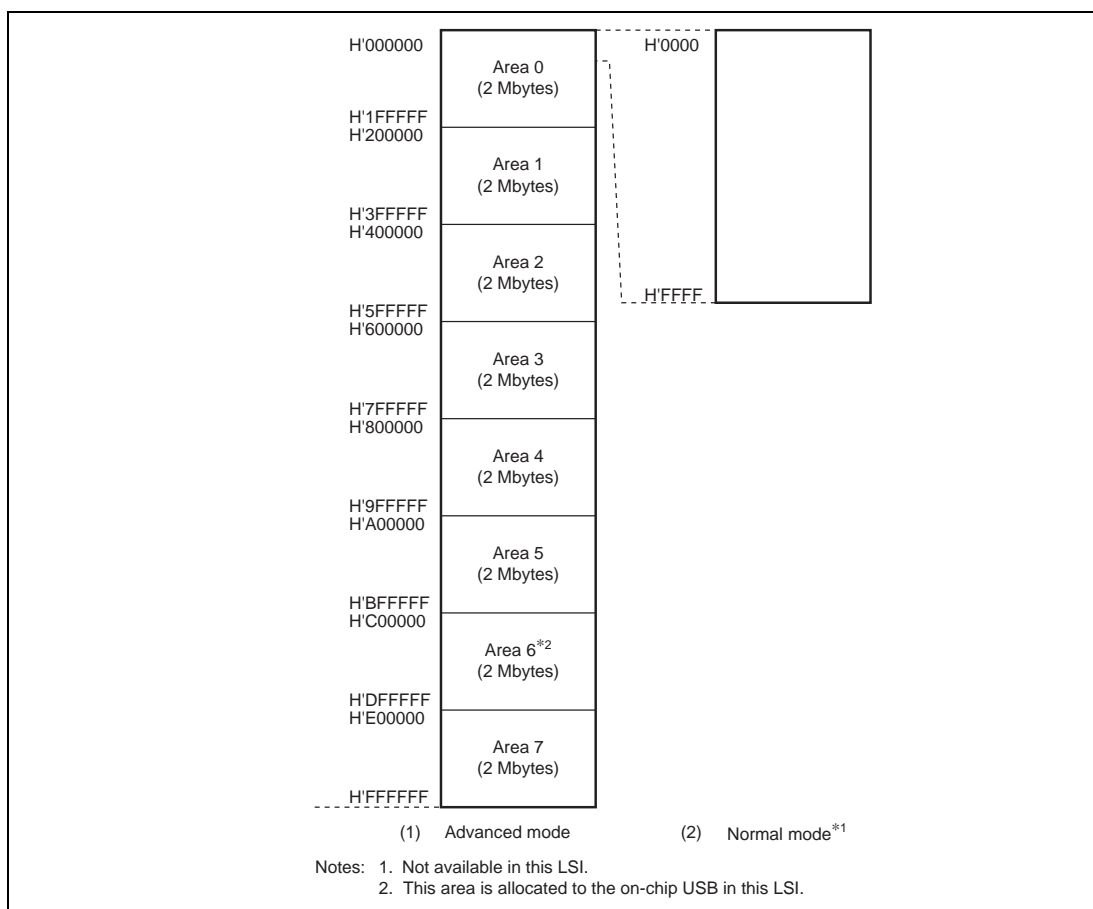 H'000000
H'0000
Area 0
(2 Mbytes)
H'1FFFFF
H'200000
Area 1
(2 Mbytes)
H'3FFFFF
H'400000
Area 2
(2 Mbytes)
H'FFFF
H'5FFFFF
H'600000
Area 3
(2 Mbytes)
H'7FFFFF
H'800000
Area 4
(2 Mbytes)
H'9FFFFF
H'A00000
Area 5
(2 Mbytes)
H'BFFFFF
H'C00000
Area 6*2
(2 Mbytes)
H'DFFFFF
H'E00000
Area 7
(2 Mbytes)
H'FFFFFF
(1) Advanced mode
(2) Normal mode*1
Notes: 1. Not available in this LSI.
2. This area is allocated to the on-chip USB in this LSI.